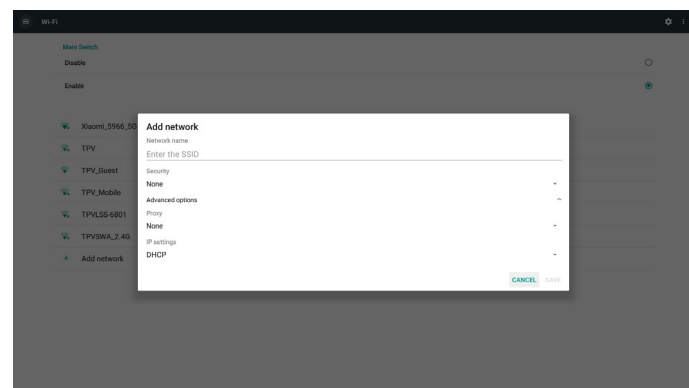 Wi-Fi
Main Switch
Disable
Enable
Xiaomi_5966_5G
TPV
TPV_Guest
TPV_Mobile
TPVLSS-6801
TPVSWA_2.4G
Add network
Add network
Network name
Enter the SSID
Security
None
Advanced options
Proxy
None
IP settings
DHCP
CANCEL SAVE